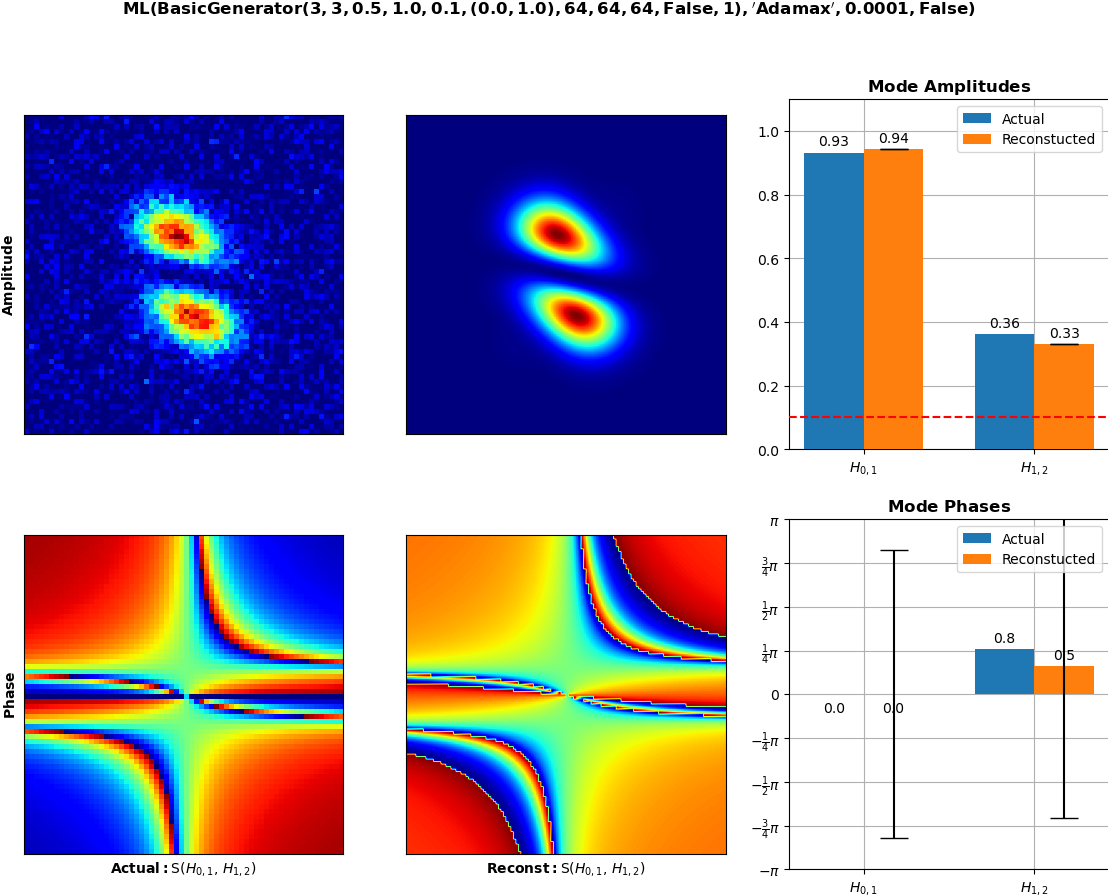 ML(BasicGenerator(3, 3, 0.5, 1.0, 0.1, (0.0, 1.0), 64, 64, 64, False, 1), ′Adamax′, 0.0001, False)
Amplitude
Mode Amplitudes
Actual
Reconstucted
1.0
0.8
0.6
0.4
0.2
0.0
0.93
0.94
0.36
0.33
H0,1
H1,2
Phase
Actual: S(H0,1, H1,2)
Reconst: S(H0,1, H1,2)
Mode Phases
Actual
Reconstucted
π
3/4π
1/2π
1/4π
0
−1/4π
−1/2π
−3/4π
−π
0.0
0.0
0.8
0.5
H0,1
H1,2